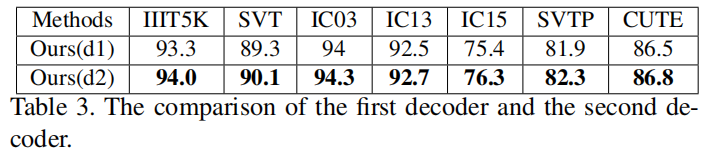 Methods IIIT5K SVT IC03 IC13 IC15 SVTP CUTE
Ours(d1) 93.3 89.3 94 92.5 75.4 81.9 86.5
Ours(d2) 94.0 90.1 94.3 92.7 76.3 82.3 86.8
Table 3. The comparison of the first decoder and the second de-
coder.